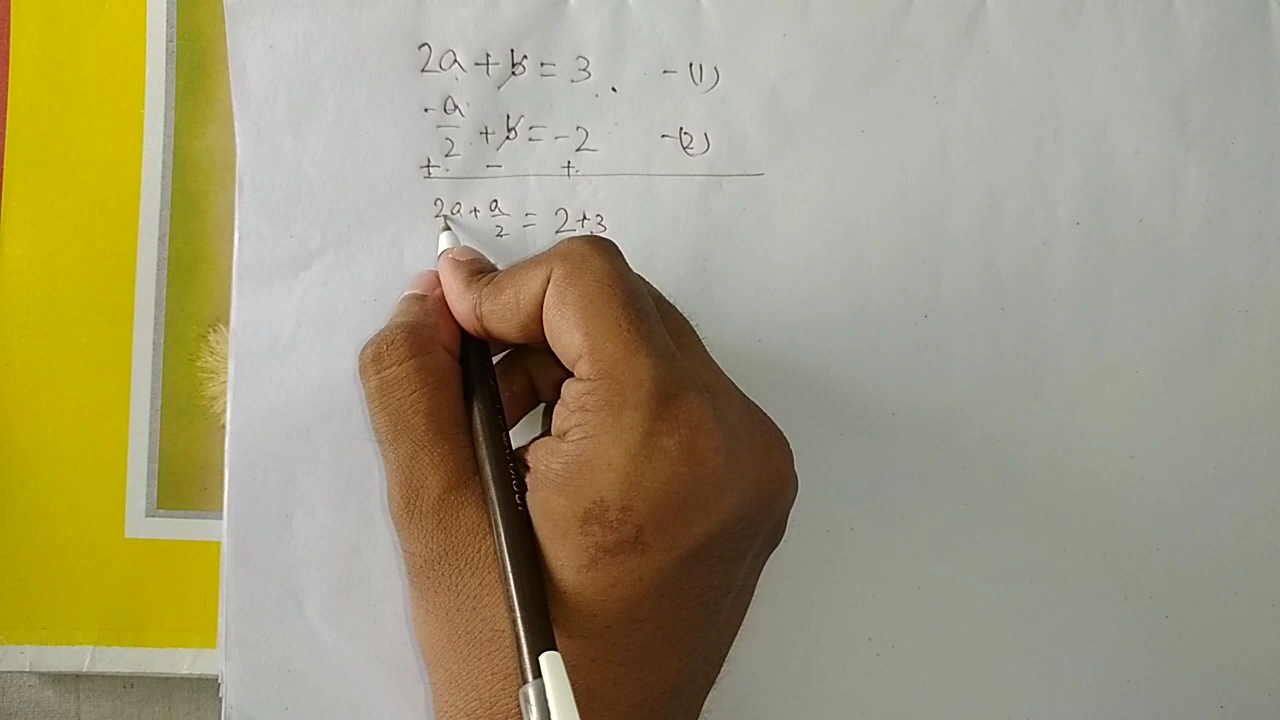 2a + b = 3 - (1)
-a/2 + b = -2 - (2)
+ - +
2a + a/2 = 2+3